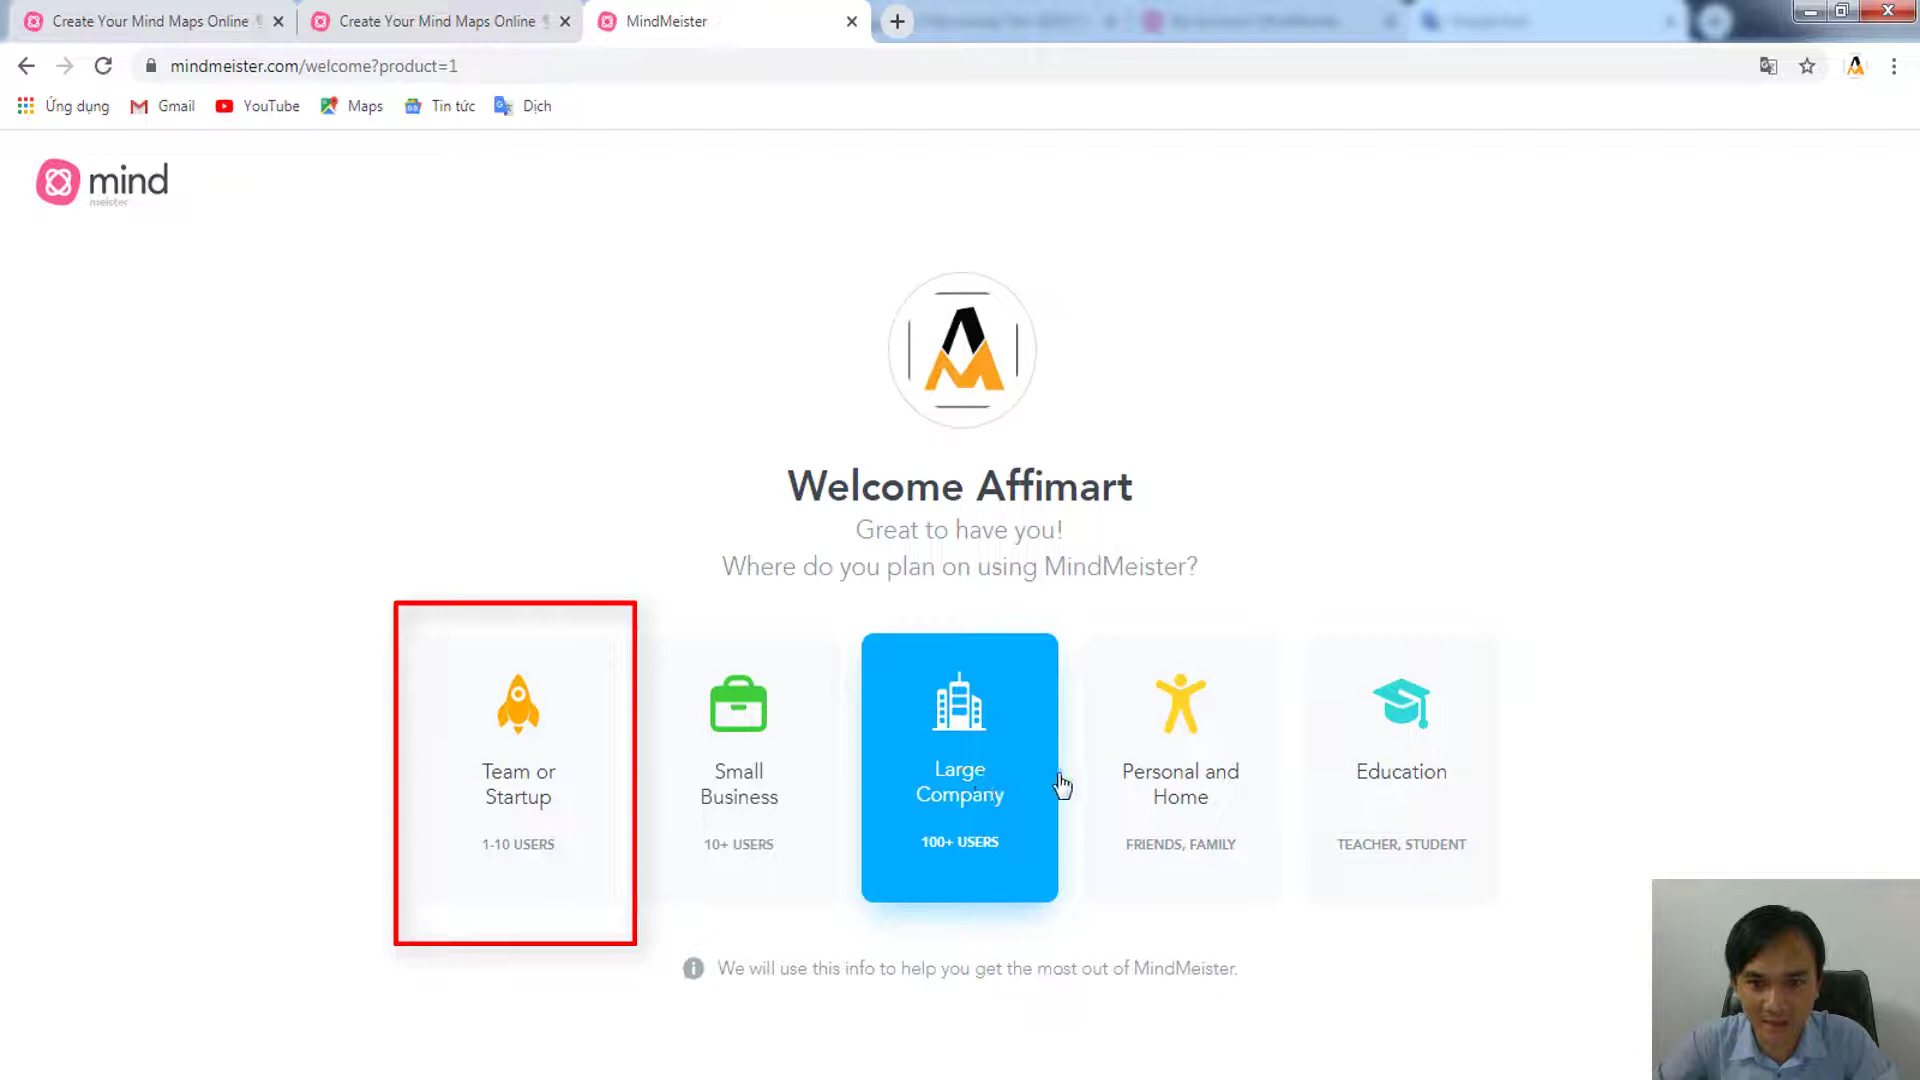 Create Your Mind Maps Online
Create Your Mind Maps Online
MindMeister
mindmeister.com/welcome?product=1
Ứng dụng
Gmail
YouTube
Maps
Tin tức
Dịch
mind
meister
Welcome Affimart
Great to have you!
Where do you plan on using MindMeister?
Team or
Startup
1-10 USERS
Small
Business
10+ USERS
Large
Company
100+ USERS
Personal and
Home
FRIENDS, FAMILY
Education
TEACHER, STUDENT
We will use this info to help you get the most out of MindMeister.